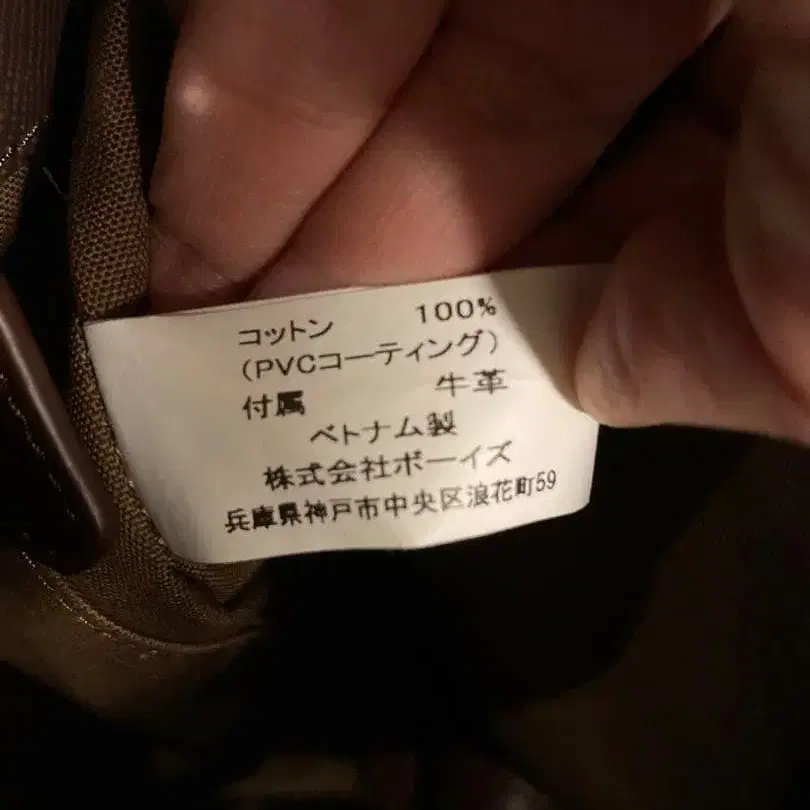 コットン 100%
(PVCコーティング)
付属 牛革
ベトナム製
株式会社ボーイズ
兵庫県神戸市中央区浪花町59